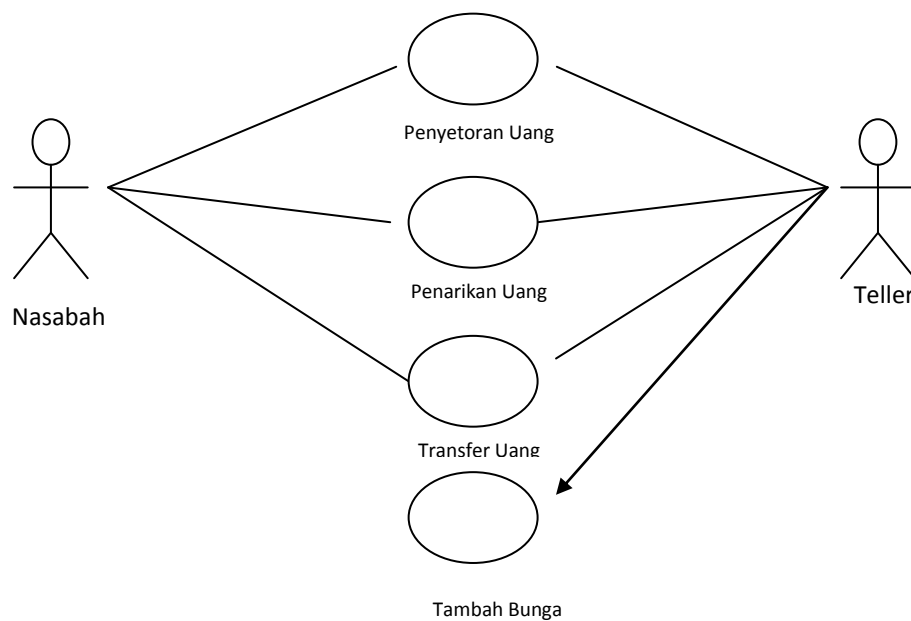 Penyetoran Uang
Penarikan Uang
Teller
Nasabah
Transfer Uang
Tambah Bunga